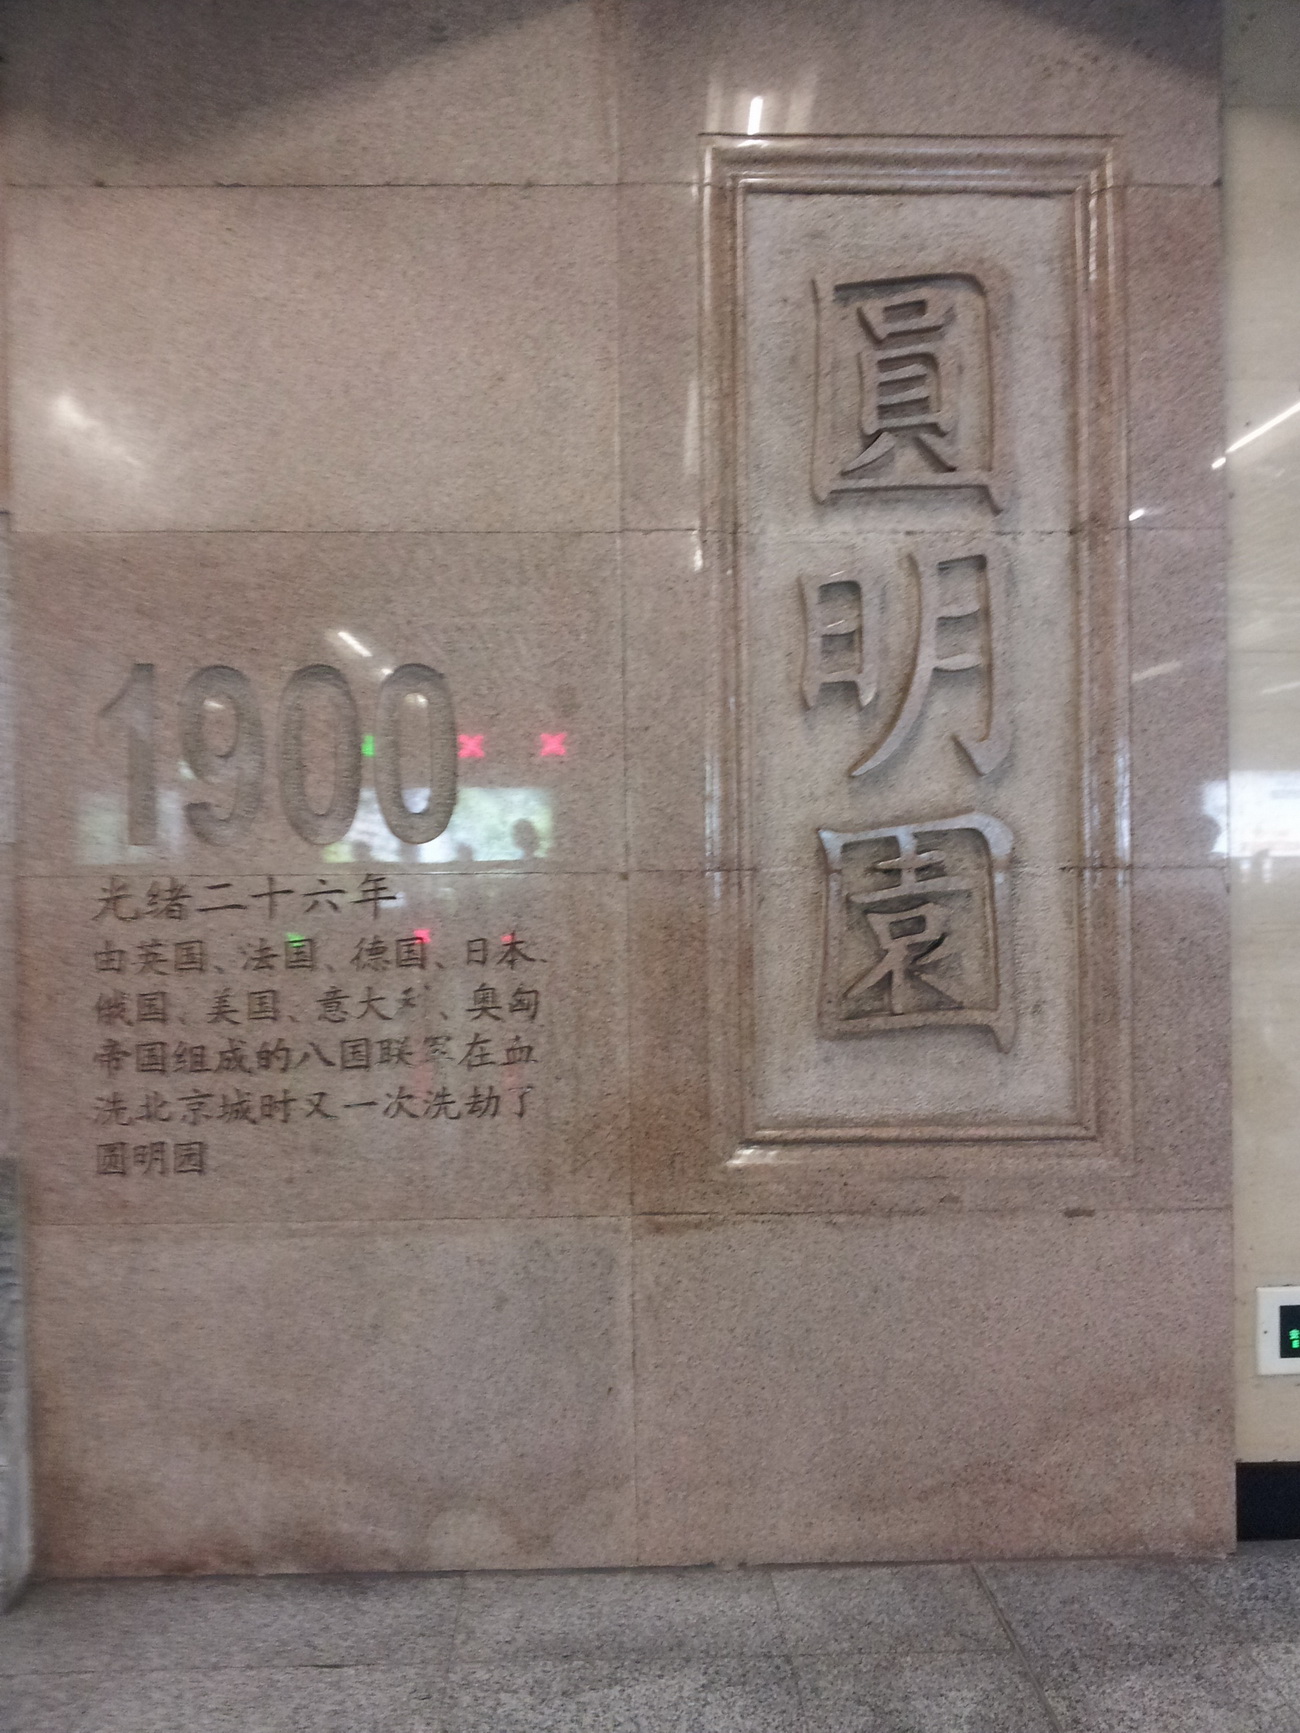 圓明園
1900
光绪二十六年
由英国、法国、德国、日本、
俄国、美国、意大利、奥匈
帝国组成的八国联军在血
洗北京城时又一次洗劫了
圆明园